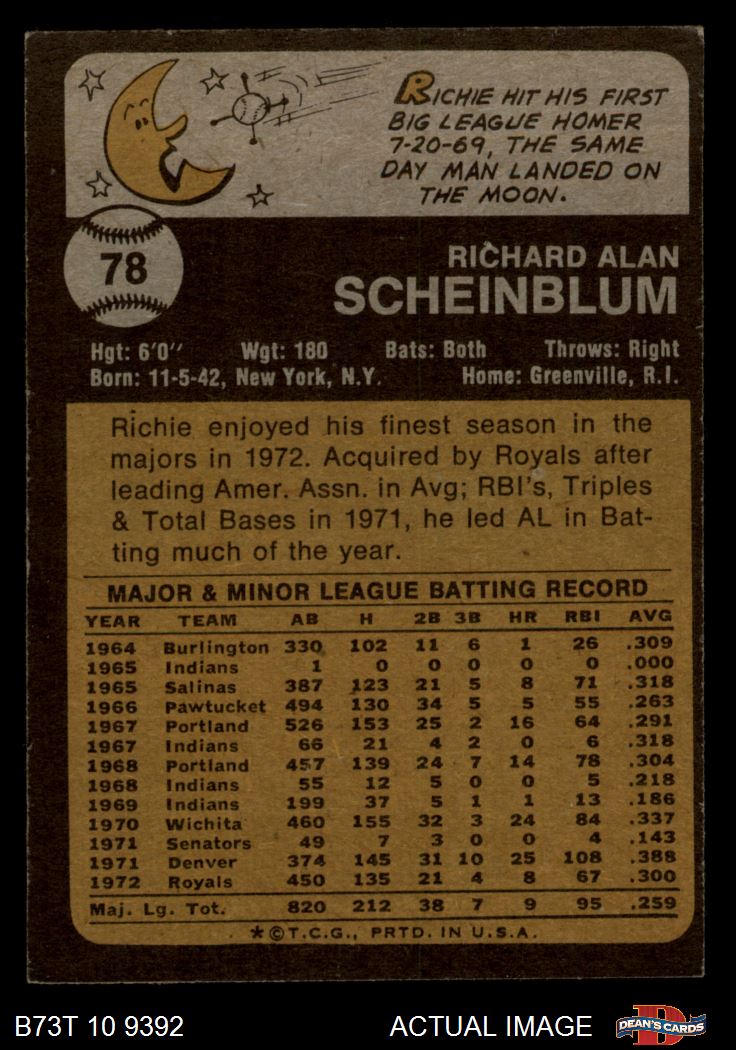 RICHIE HIT HIS FIRST
BIG LEAGUE HOMER
7-20-69, THE SAME
DAY MAN LANDED ON
THE MOON.
78
RICHARD ALAN
SCHEINBLUM
Hgt: 6'0" Wgt: 180 Bats: Both Throws: Right
Born: 11-5-42, New York, N.Y. Home: Greenville, R.I.
Richie enjoyed his finest season in the
majors in 1972. Acquired by Royals after
leading Amer. Assn. in Avg; RBI's, Triples
& Total Bases in 1971, he led AL in Bat-
ting much of the year.
MAJOR & MINOR LEAGUE BATTING RECORD
YEAR TEAM AB H 2B 3B HR RBI AVG
1964 Burlington 330 102 11 6 1 26 .309
1965 Indians 1 0 0 0 0 0 .000
1965 Salinas 387 123 21 5 8 71 .318
1966 Pawtucket 494 130 34 5 5 55 .263
1967 Portland 526 153 25 2 16 64 .291
1967 Indians 66 21 4 2 0 6 .318
1968 Portland 457 139 24 7 14 78 .304
1968 Indians 55 12 5 0 0 5 .218
1969 Indians 199 37 5 1 1 13 .186
1970 Wichita 460 155 32 3 24 84 .337
1971 Senators 49 7 3 0 0 4 .143
1971 Denver 374 145 31 10 25 108 .388
1972 Royals 450 135 21 4 8 67 .300
Maj. Lg. Tot. 820 212 38 7 9 95 .259
*©T.C.G., PRTD. IN U.S.A.
B73T 10 9392 ACTUAL IMAGE
D
DEAN'S CARDS